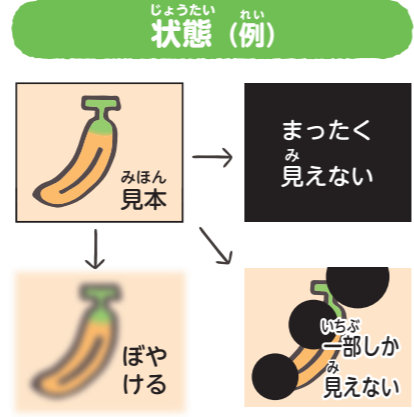 じょうたい れい
状態（例）
みほん
見本
まったく
み
見えない
ぼや
ける
いちぶ
一部しか
み
見えない